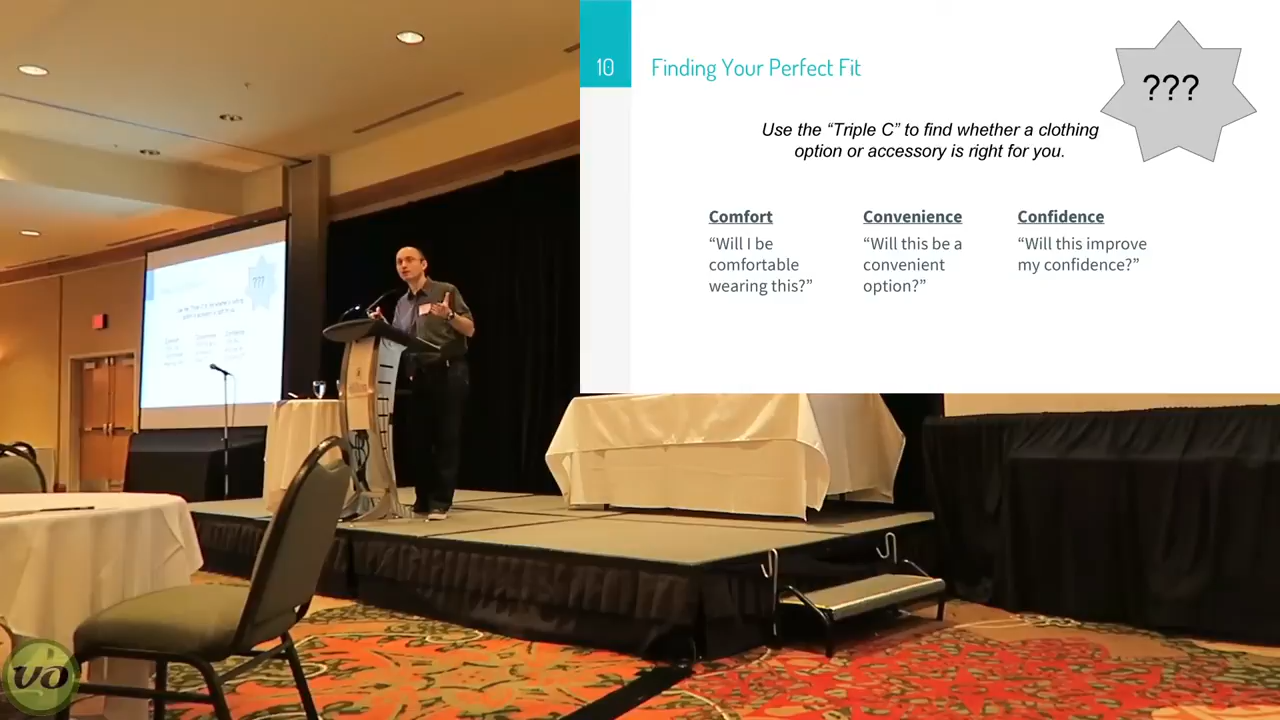 10
Finding Your Perfect Fit
???
Use the “Triple C” to find whether a clothing
option or accessory is right for you.
Comfort
Convenience
Confidence
“Will I be
comfortable
wearing this?”
“Will this be a
convenient
option?”
“Will this improve
my confidence?”
???
vo